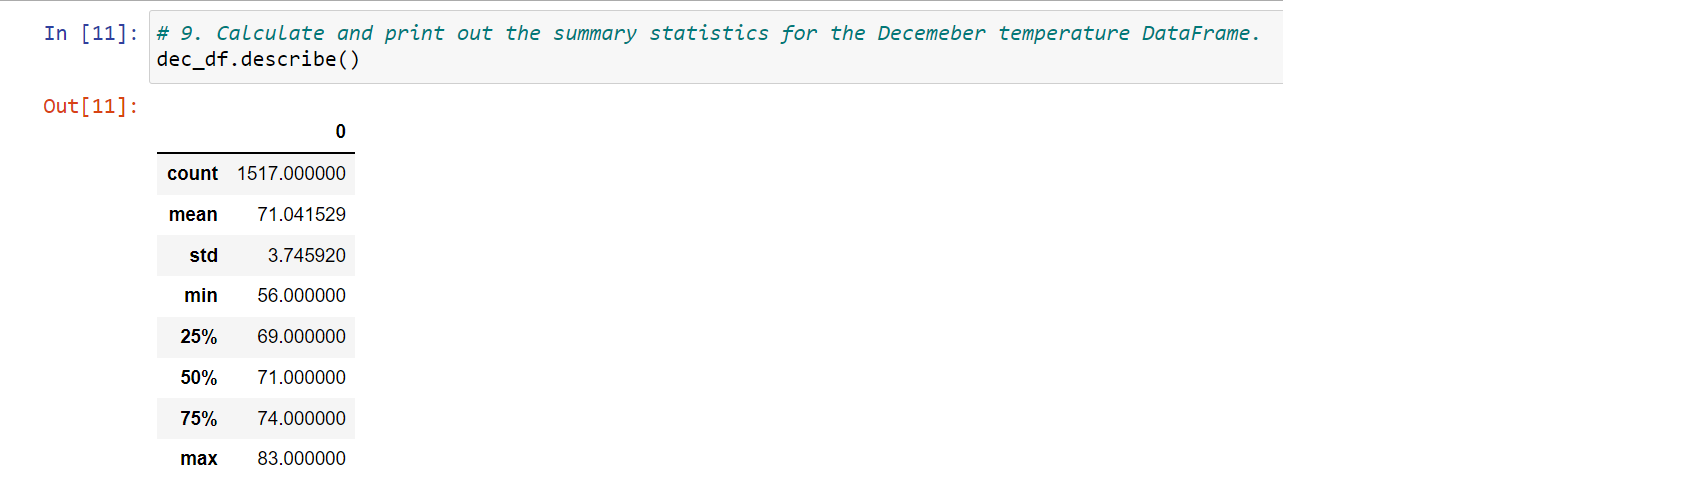 In [11]: # 9. Calculate and print out the summary statistics for the Decemeber temperature DataFrame.
dec_df.describe()
Out[11]:
0
count 1517.000000
mean 71.041529
std 3.745920
min 56.000000
25% 69.000000
50% 71.000000
75% 74.000000
max 83.000000